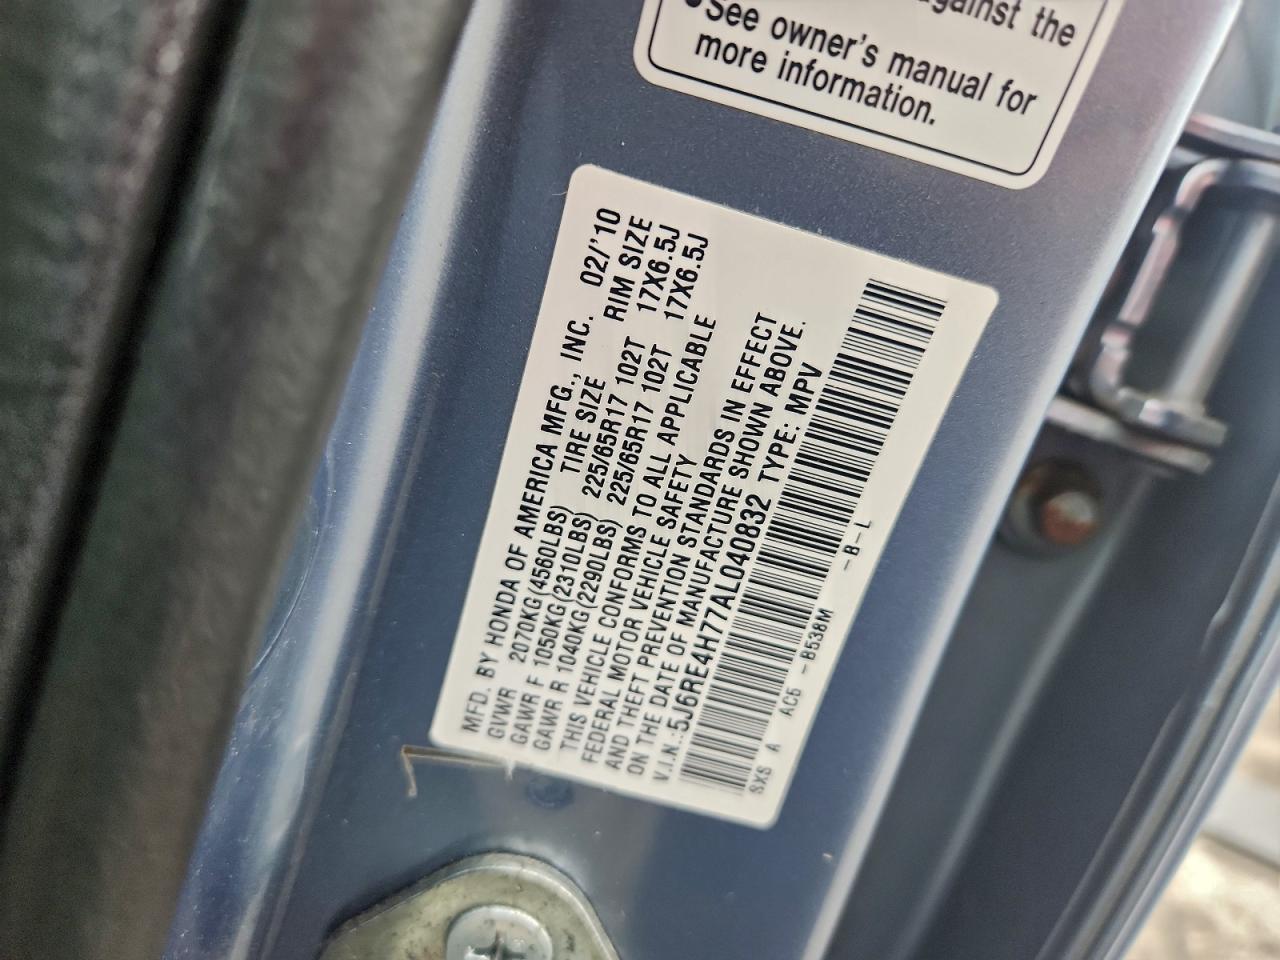 against the
See owner's manual for
more information.
MFD. BY HONDA OF AMERICA MFG., INC. 02/'10
GVWR 2070KG(4560LBS) TIRE SIZE RIM SIZE
GAWR F 1050KG(2310LBS) 225/65R17 102T 17X6.5J
GAWR R 1040KG(2290LBS) 225/65R17 102T 17X6.5J
THIS VEHICLE CONFORMS TO ALL APPLICABLE
FEDERAL MOTOR VEHICLE SAFETY
AND THEFT PREVENTION STANDARDS IN EFFECT
ON THE DATE OF MANUFACTURE SHOWN ABOVE.
V.I.N.:5J6RE4H77AL040832 TYPE: MPV
SXS A AC5 -B538M -B-L